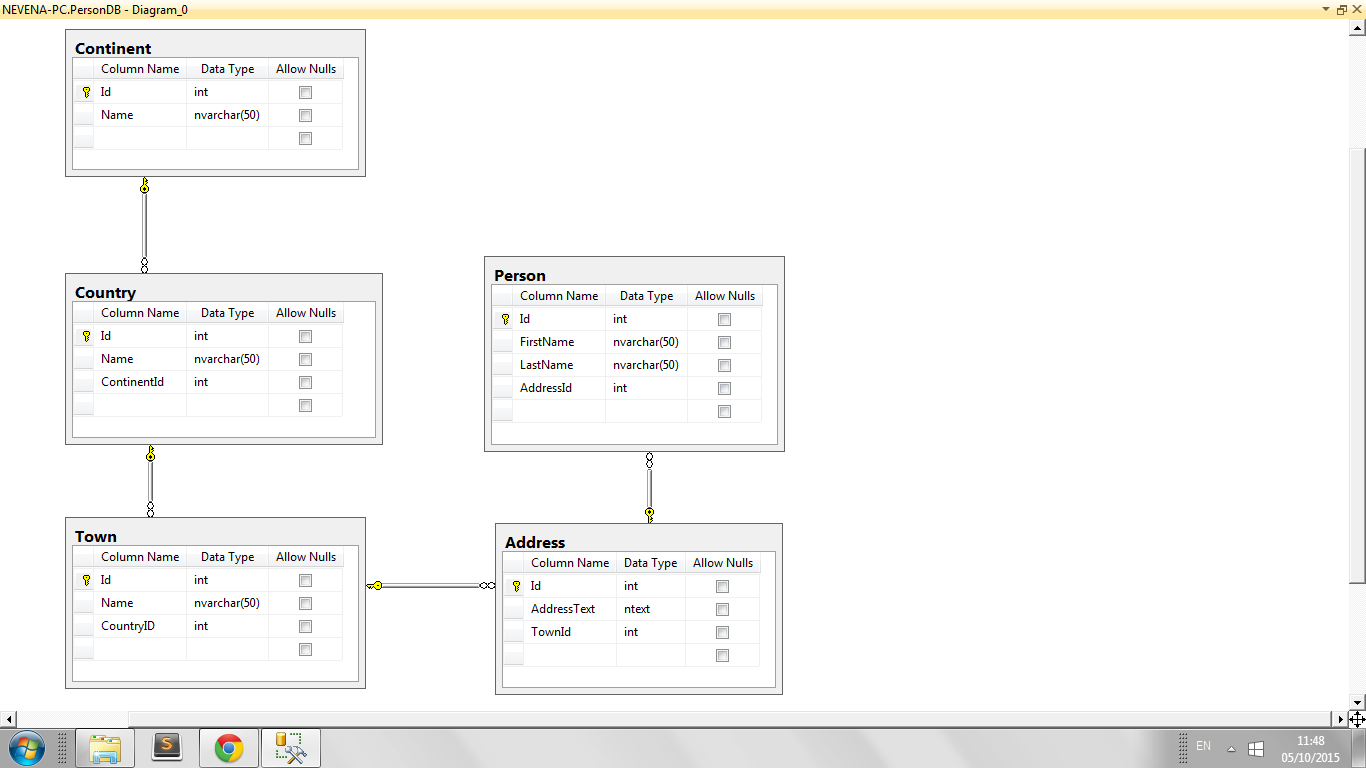 NEVENA-PC.PersonDB - Diagram_0
Continent
Column Name Data Type Allow Nulls
Id int
Name nvarchar(50)
Country
Column Name Data Type Allow Nulls
Id int
Name nvarchar(50)
ContinentId int
Person
Column Name Data Type Allow Nulls
Id int
FirstName nvarchar(50)
LastName nvarchar(50)
AddressId int
Town
Column Name Data Type Allow Nulls
Id int
Name nvarchar(50)
CountryID int
Address
Column Name Data Type Allow Nulls
Id int
AddressText ntext
TownId int
S
EN
11:48
05/10/2015